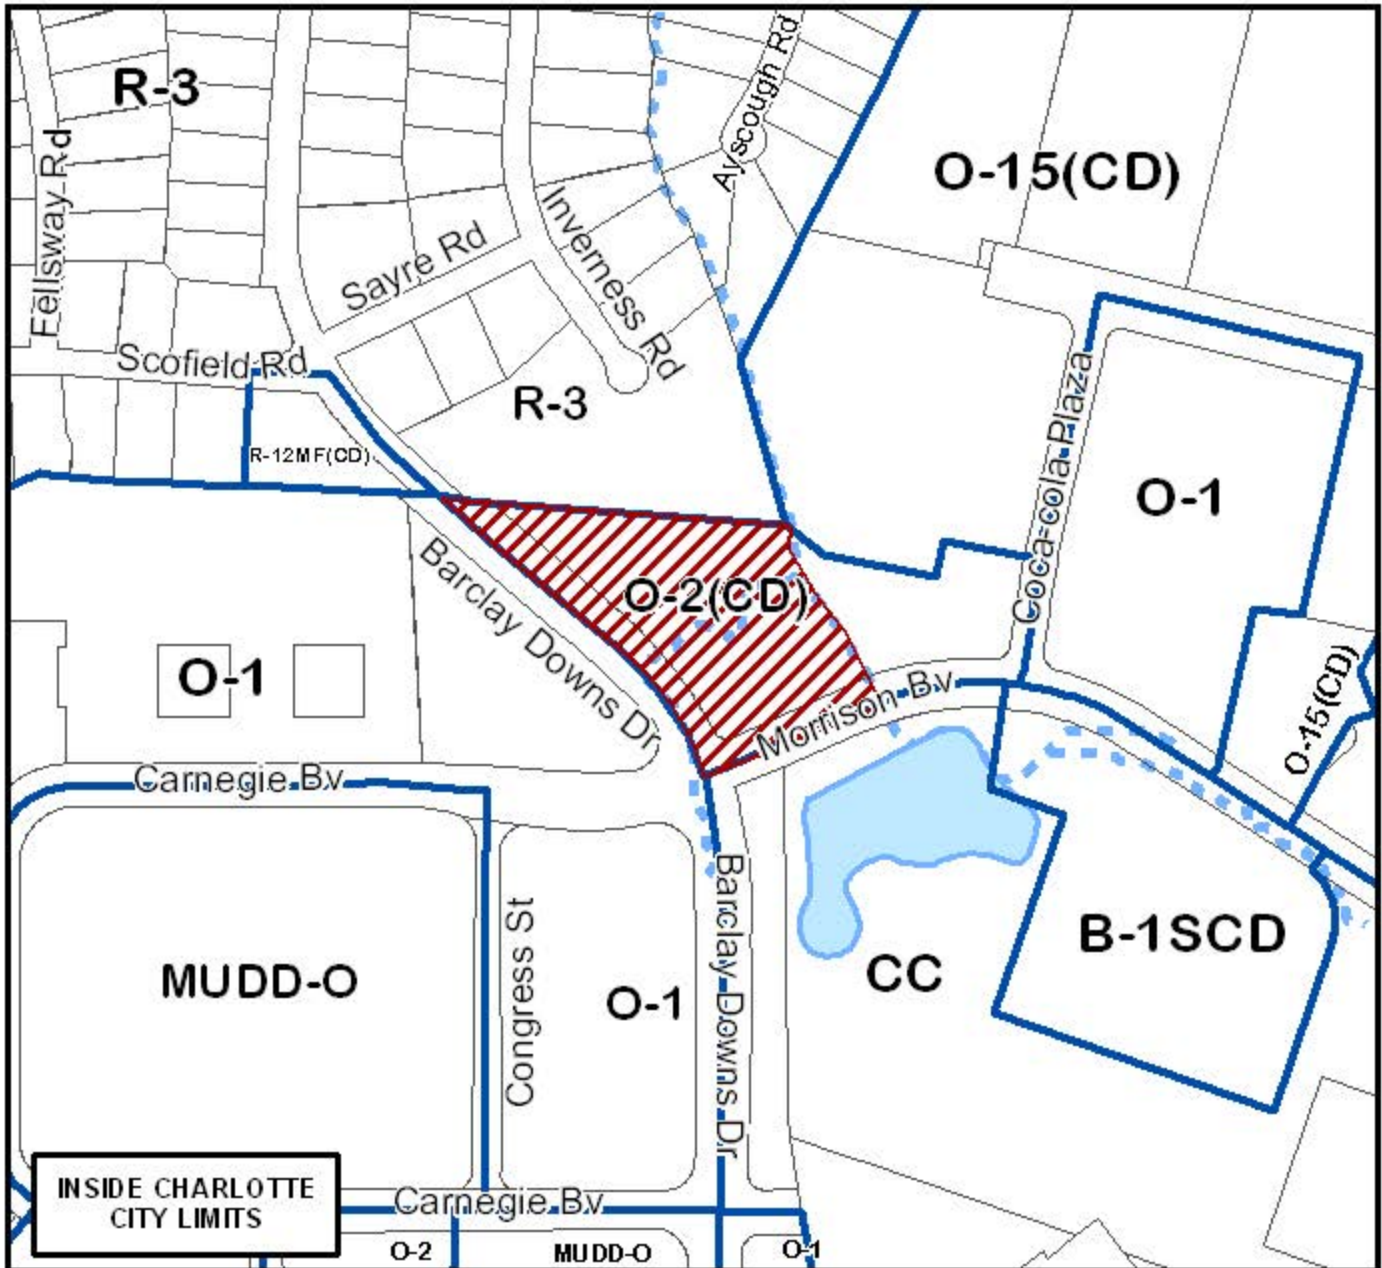 R-3
Ayscough Rd
O-15(CD)
Fellsway Rd
Inverness Rd
Sayre Rd
Scofield Rd
R-3
Coca-cola Plaza
R-12MF(CD)
O-1
Barclay Downs Dr
O-2(CD)
O-1
Morrison Bv
O-15(CD)
Carnegie Bv
Barclay Downs Dr
Congress St
B-1SCD
CC
MUDD-O
O-1
INSIDE CHARLOTTE
CITY LIMITS
Carnegie Bv
O-2
MUDD-O
O-1